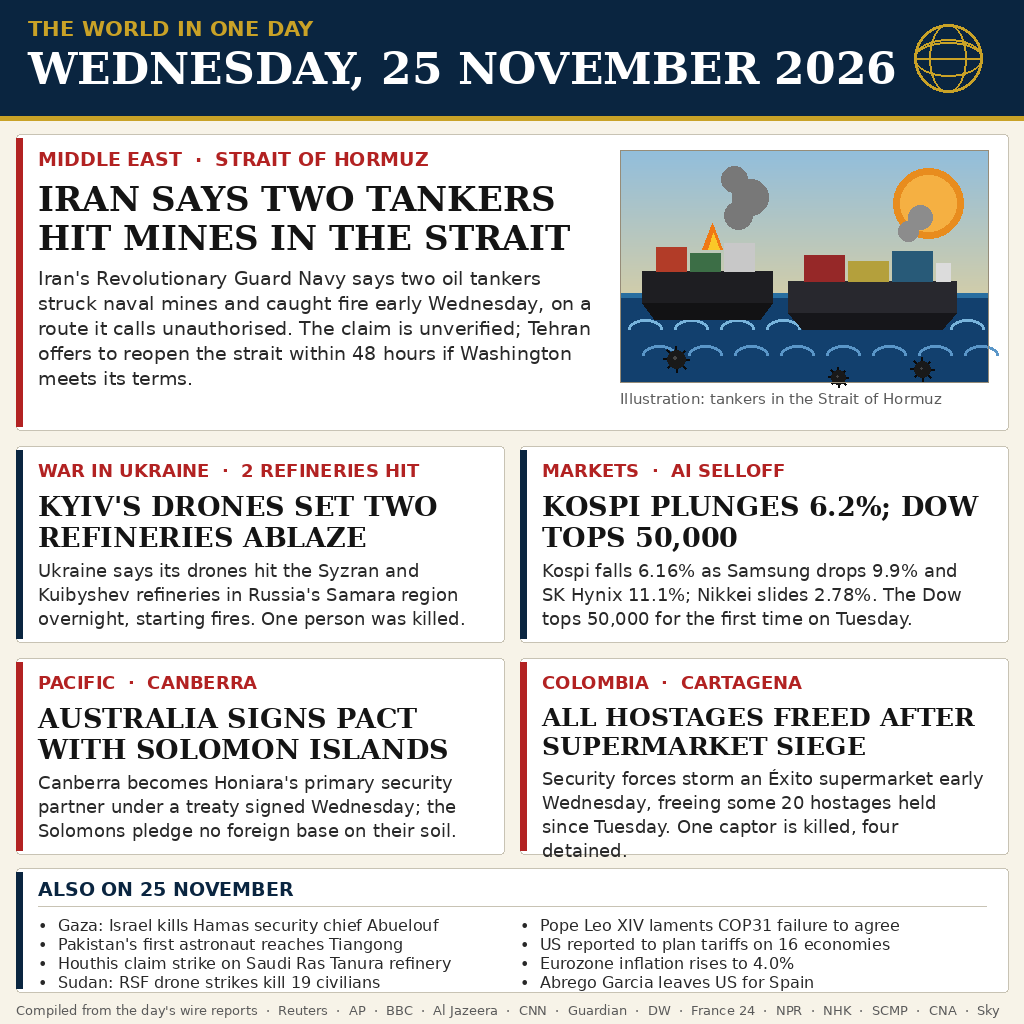 THE WORLD IN ONE DAY
WEDNESDAY, 25 NOVEMBER 2026
MIDDLE EAST · STRAIT OF HORMUZ
IRAN SAYS TWO TANKERS
HIT MINES IN THE STRAIT
Iran's Revolutionary Guard Navy says two oil tankers
struck naval mines and caught fire early Wednesday, on a
route it calls unauthorised. The claim is unverified; Tehran
offers to reopen the strait within 48 hours if Washington
meets its terms.
Illustration: tankers in the Strait of Hormuz
WAR IN UKRAINE · 2 REFINERIES HIT
KYIV'S DRONES SET TWO
REFINERIES ABLAZE
Ukraine says its drones hit the Syzran and
Kuibyshev refineries in Russia's Samara region
overnight, starting fires. One person was killed.
MARKETS · AI SELLOFF
KOSPI PLUNGES 6.2%; DOW
TOPS 50,000
Kospi falls 6.16% as Samsung drops 9.9% and
SK Hynix 11.1%; Nikkei slides 2.78%. The Dow
tops 50,000 for the first time on Tuesday.
PACIFIC · CANBERRA
AUSTRALIA SIGNS PACT
WITH SOLOMON ISLANDS
Canberra becomes Honiara's primary security
partner under a treaty signed Wednesday; the
Solomons pledge no foreign base on their soil.
COLOMBIA · CARTAGENA
ALL HOSTAGES FREED AFTER
SUPERMARKET SIEGE
Security forces storm an Éxito supermarket early
Wednesday, freeing some 20 hostages held
since Tuesday. One captor is killed, four
detained.
ALSO ON 25 NOVEMBER
• Gaza: Israel kills Hamas security chief Abuelouf
• Pakistan's first astronaut reaches Tiangong
• Houthis claim strike on Saudi Ras Tanura refinery
• Sudan: RSF drone strikes kill 19 civilians
• Pope Leo XIV laments COP31 failure to agree
• US reported to plan tariffs on 16 economies
• Eurozone inflation rises to 4.0%
• Abrego Garcia leaves US for Spain
Compiled from the day's wire reports · Reuters · AP · BBC · Al Jazeera · CNN · Guardian · DW · France 24 · NPR · NHK · SCMP · CNA · Sky